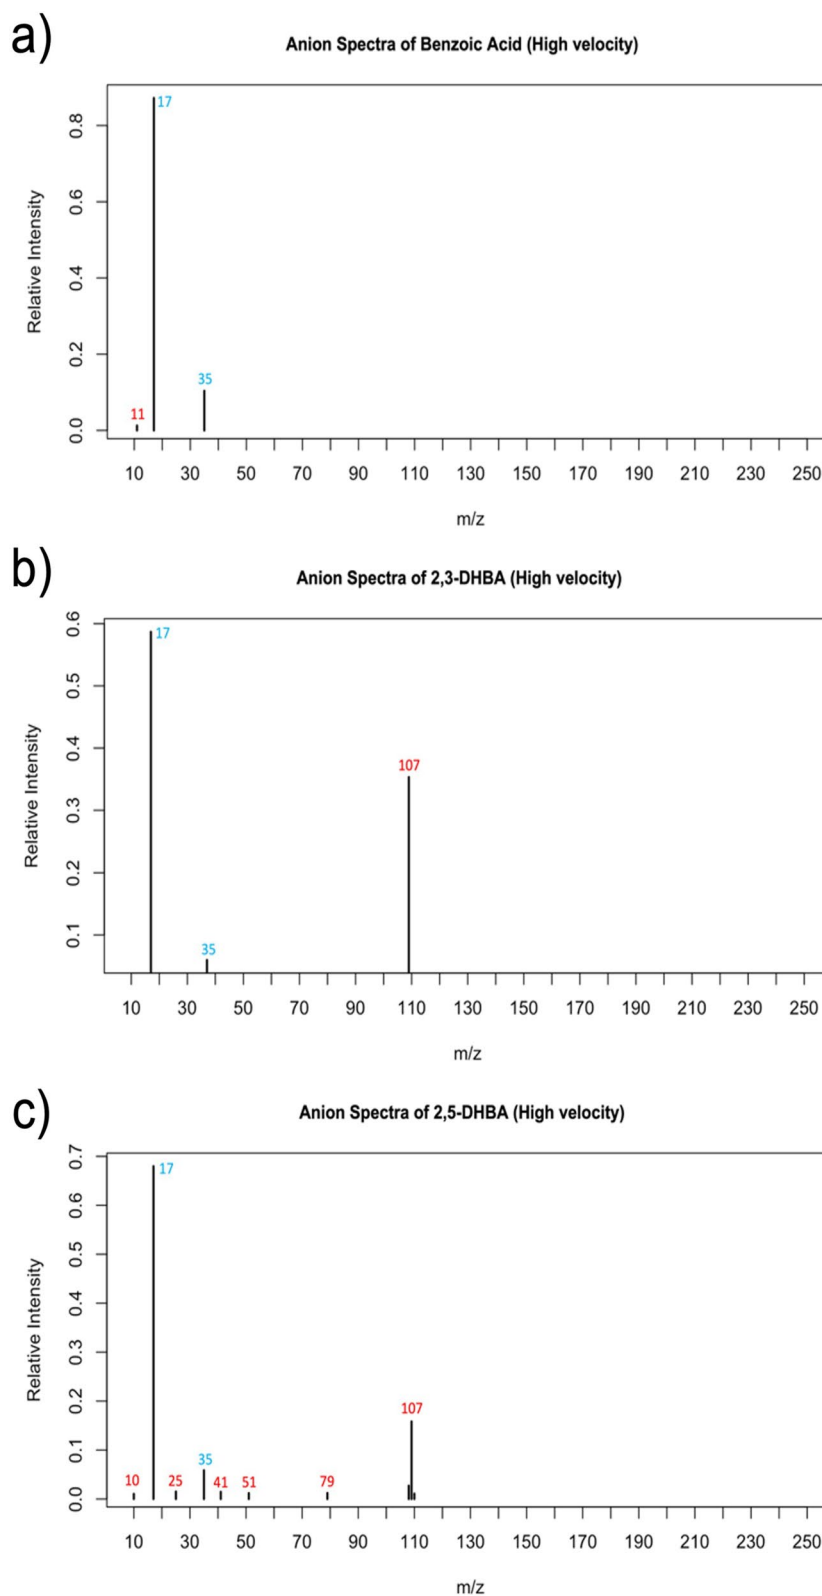 a)
Anion Spectra of Benzoic Acid (High velocity)
Relative Intensity
0.8
0.6
0.4
0.2
0.0
17
35
11
10 30 50 70 90 110 130 150 170 190 210 230 250
m/z
b)
Anion Spectra of 2,3-DHBA (High velocity)
Relative Intensity
0.6
0.5
0.4
0.3
0.2
0.1
17
107
35
10 30 50 70 90 110 130 150 170 190 210 230 250
m/z
c)
Anion Spectra of 2,5-DHBA (High velocity)
Relative Intensity
0.7
0.6
0.5
0.4
0.3
0.2
0.1
0.0
17
107
35
10 25 41 51 79
10 30 50 70 90 110 130 150 170 190 210 230 250
m/z